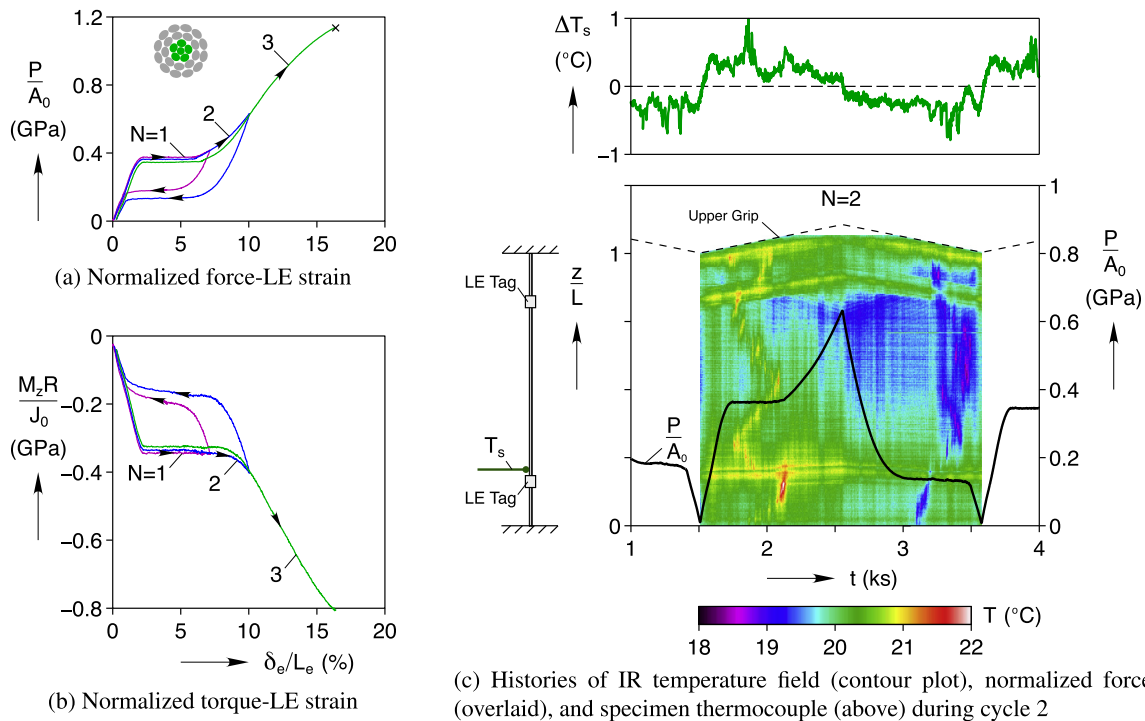 1.2
0.8
0.4
0
P
A₀
(GPa)
N=1
2
3
0
5
10
15
20
(a) Normalized force-LE strain
0
−0.2
−0.4
−0.6
−0.8
M_z R
J₀
(GPa)
N=1
2
3
0
5
10
15
20
δ_e/L_e (%)
(b) Normalized torque-LE strain
ΔT_s
(°C)
1
0
−1
N=2
Upper Grip
LE Tag
T_s
LE Tag
z
L
1
0
P
A₀
1
0.8
0.6
0.4
0.2
0
P
A₀
(GPa)
1
2
3
4
t (ks)
T (°C)
18
19
20
21
22
(c) Histories of IR temperature field (contour plot), normalized force
(overlaid), and specimen thermocouple (above) during cycle 2